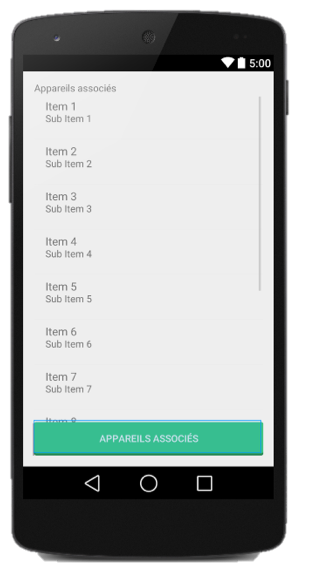 5:00
Appareils associés
Item 1
Sub Item 1
Item 2
Sub Item 2
Item 3
Sub Item 3
Item 4
Sub Item 4
Item 5
Sub Item 5
Item 6
Sub Item 6
Item 7
Sub Item 7
Item 8
APPAREILS ASSOCIÉS